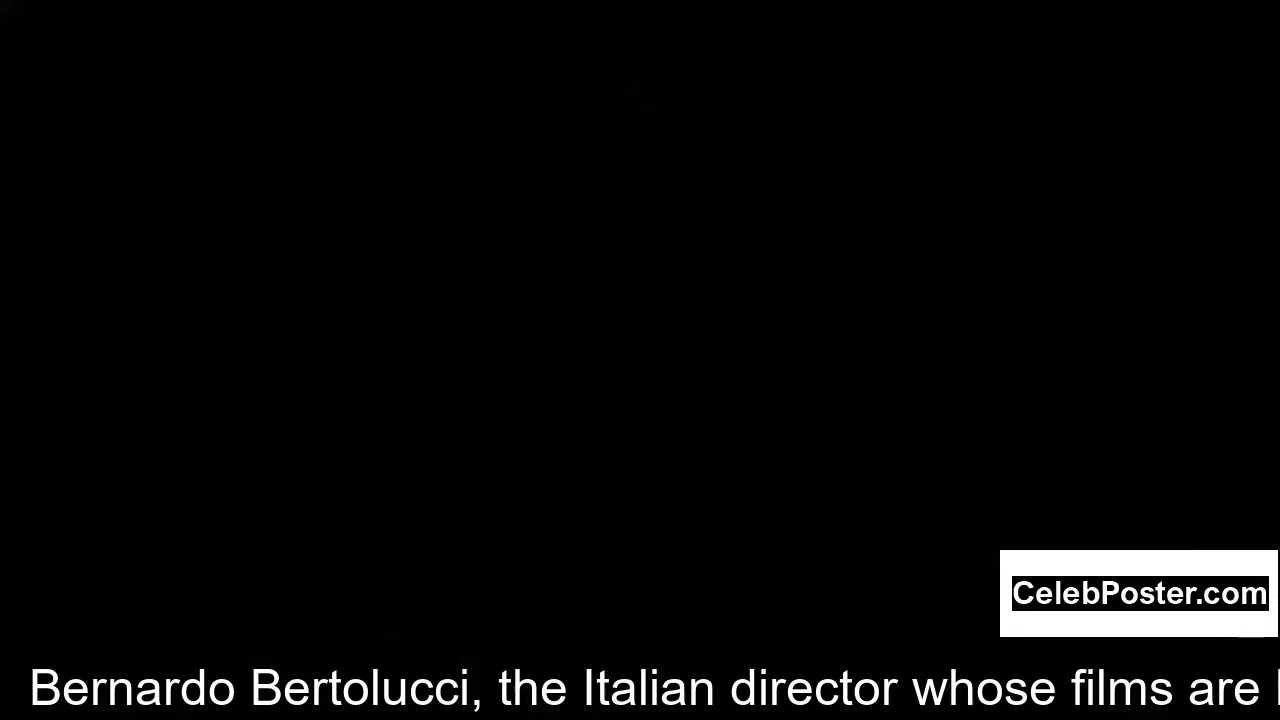 CelebPoster.com
Bernardo Bertolucci, the Italian director whose films are